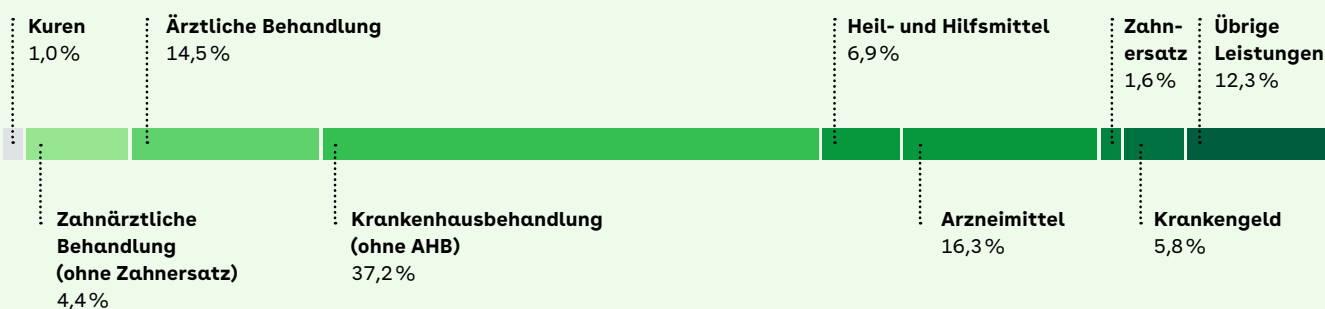 Kuren
1,0 %
Ärztliche Behandlung
14,5 %
Heil- und Hilfsmittel
6,9 %
Zahn-
ersatz
1,6 %
Übrige
Leistungen
12,3 %
Zahnärztliche
Behandlung
(ohne Zahnersatz)
4,4 %
Krankenhausbehandlung
(ohne AHB)
37,2 %
Arzneimittel
16,3 %
Krankengeld
5,8 %